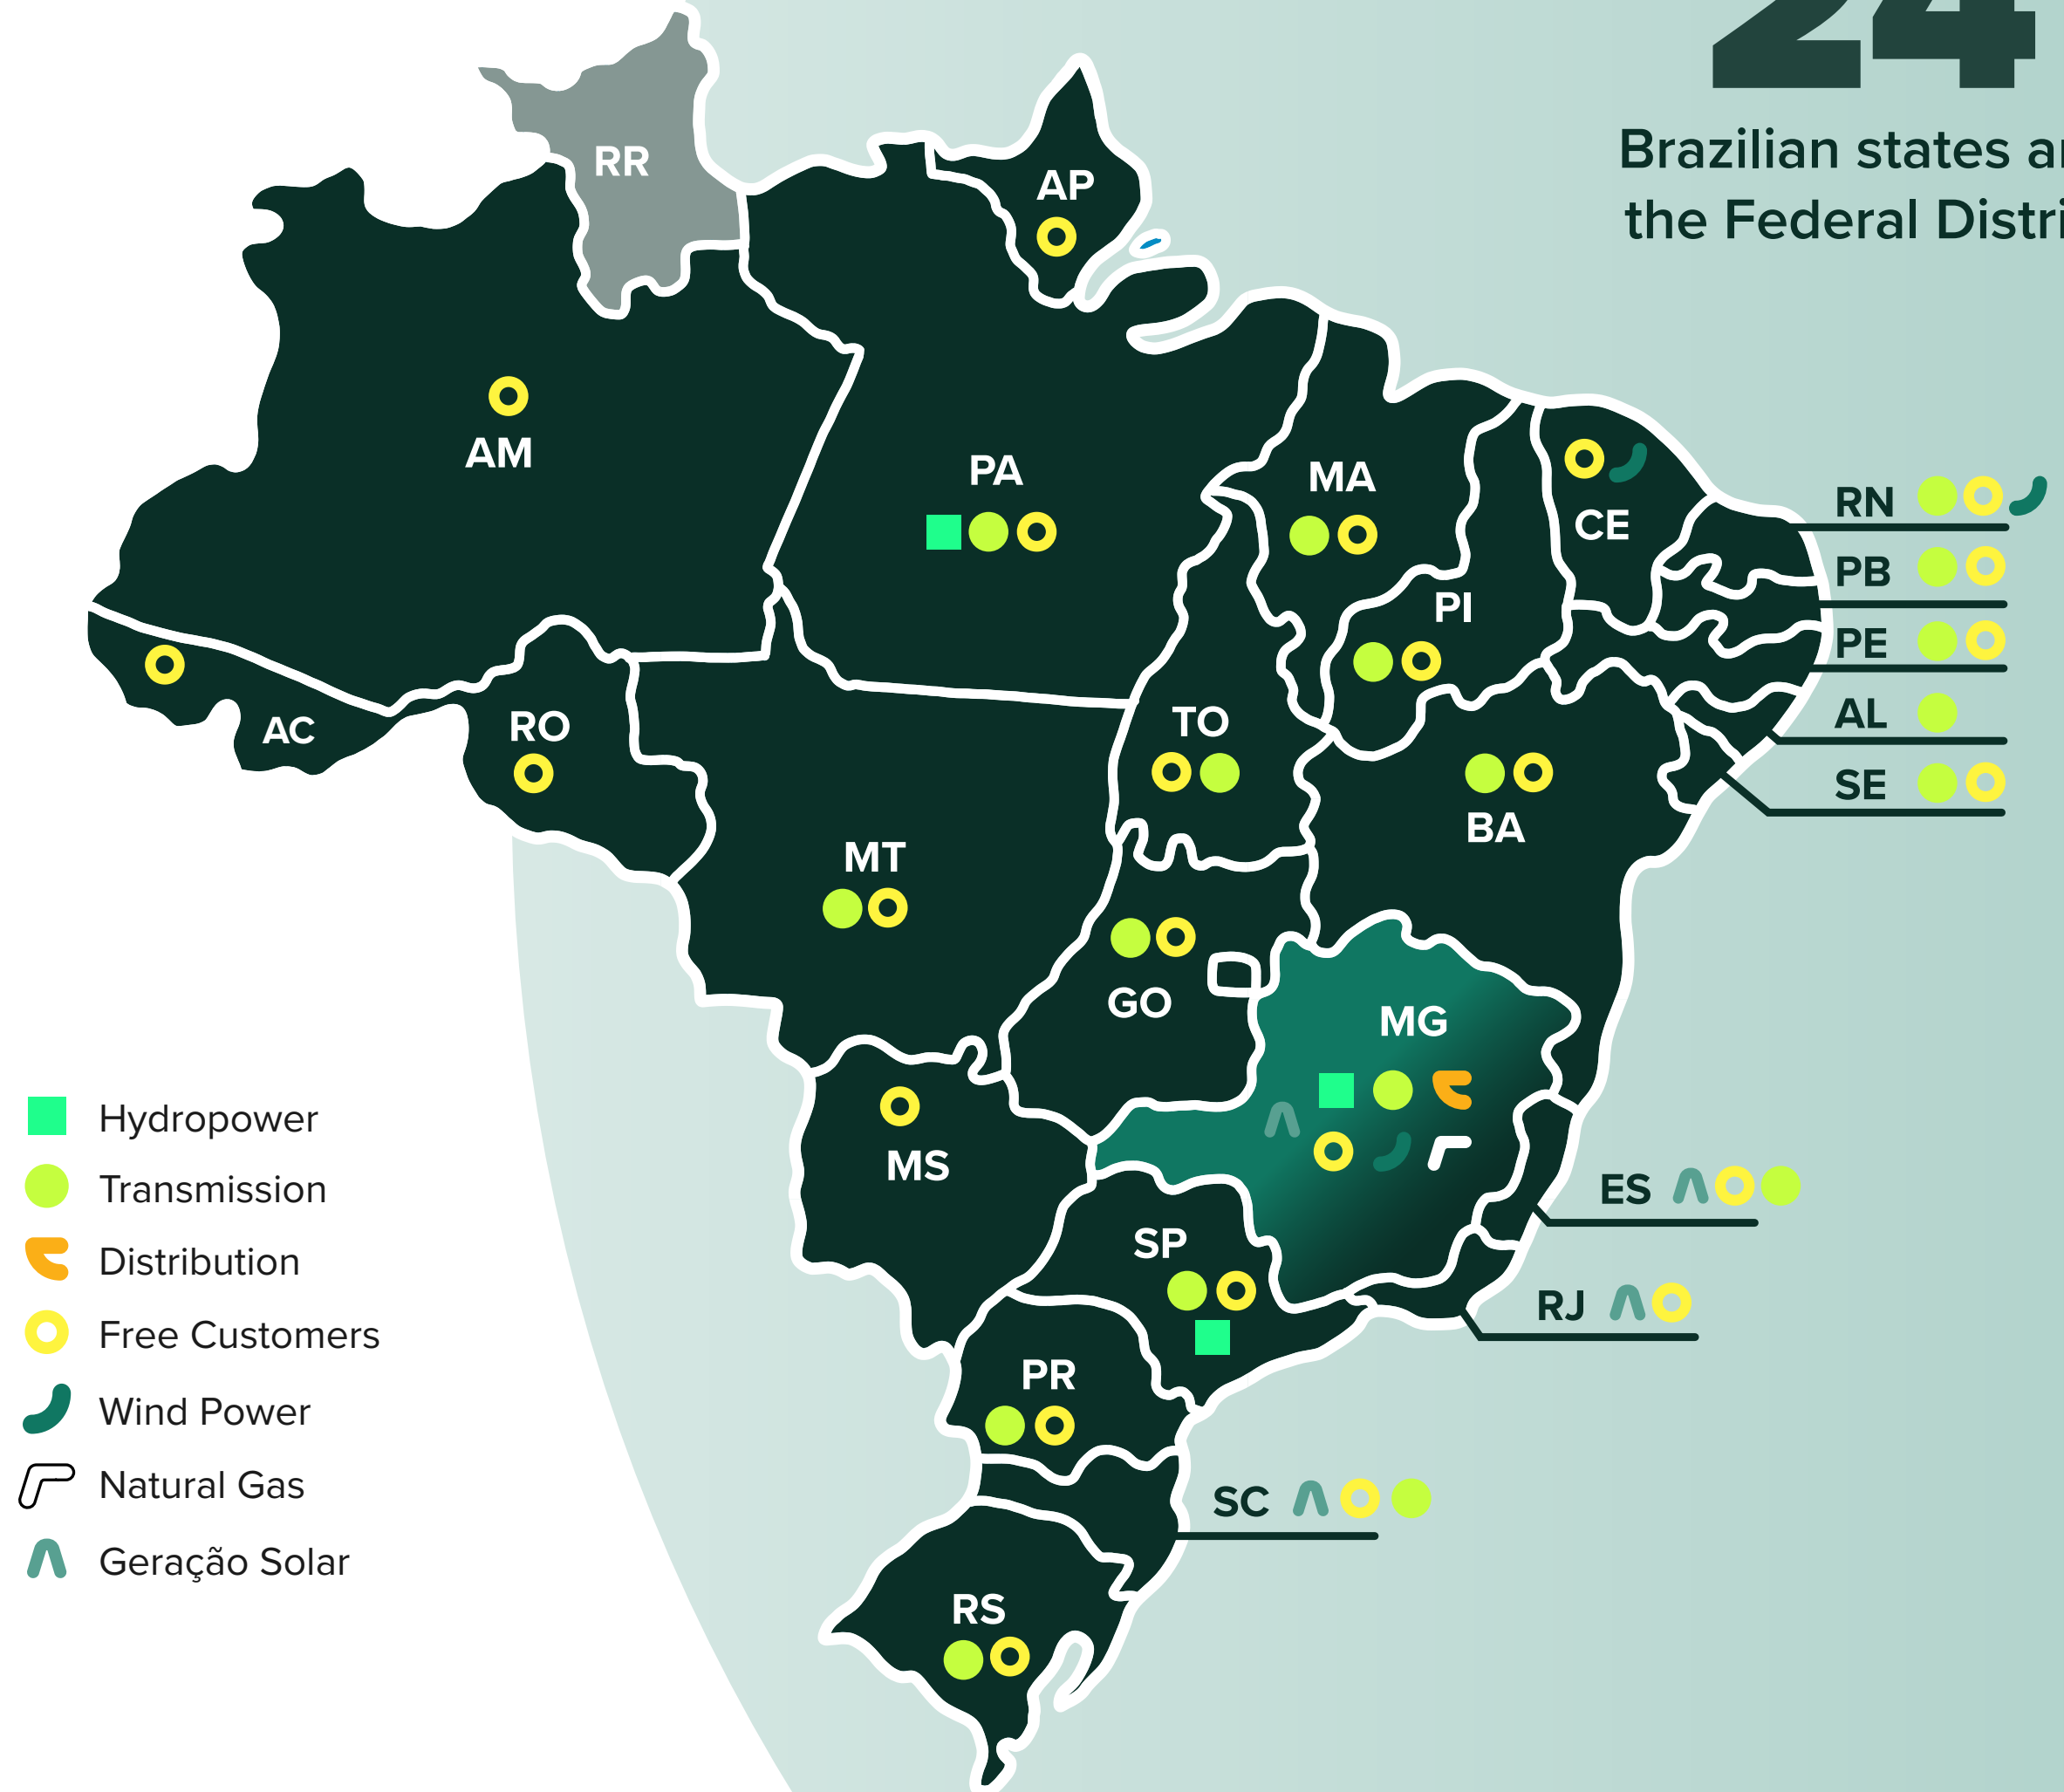 24
Brazilian states
the Federal
RR
AP
AM
PA
MA
CE
RN
PB
PI
PE
AL
SE
AC
RO
TO
BA
MT
GO
MG
MS
ES
SP
RJ
PR
SC
RS
Hydropower
Transmission
Distribution
Free Customers
Wind Power
Natural Gas
Geração Solar